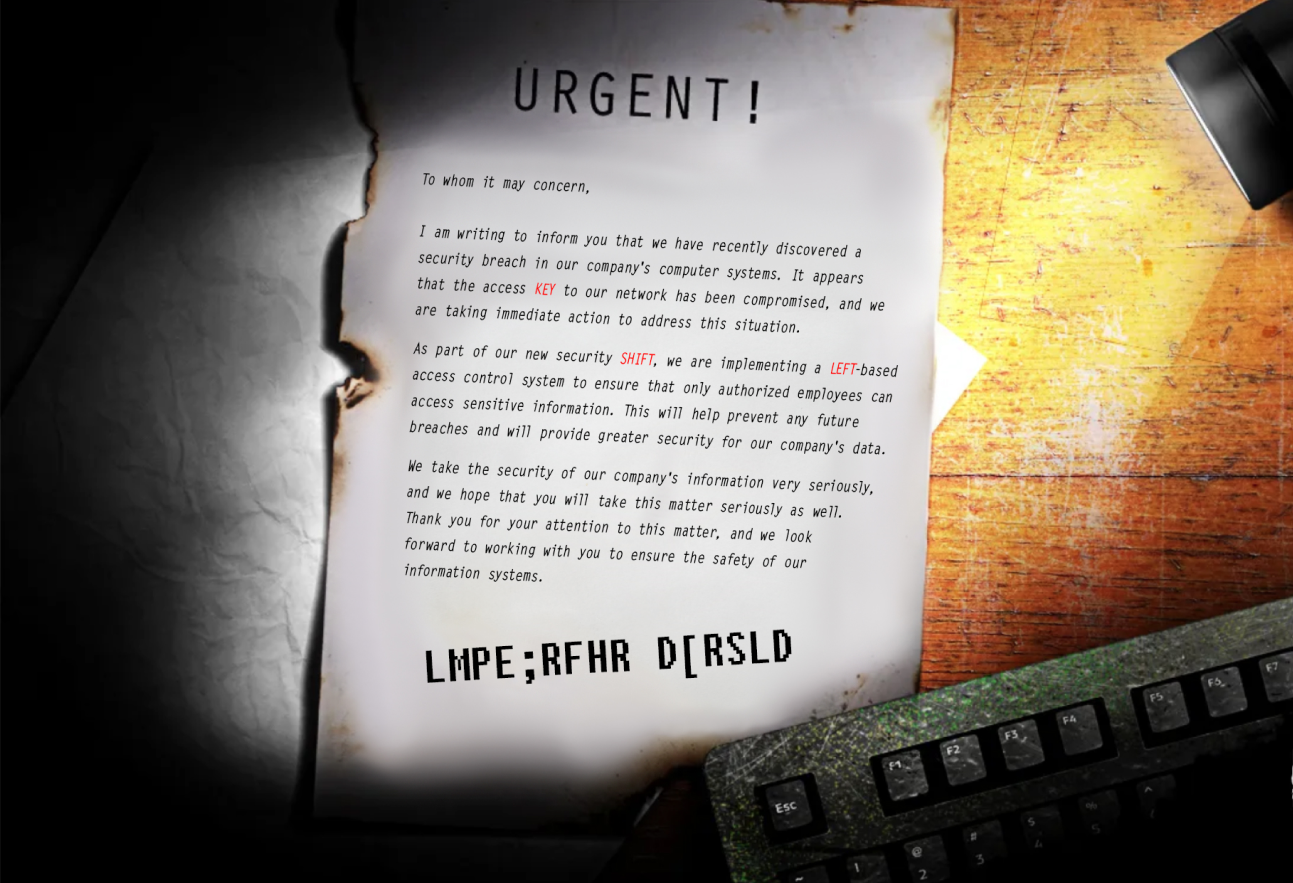 URGENT!
To whom it may concern,
I am writing to inform you that we have recently discovered a
security breach in our company's computer systems. It appears
that the access KEY to our network has been compromised, and we
are taking immediate action to address this situation.
As part of our new security SHIFT, we are implementing a LEFT-based
access control system to ensure that only authorized employees can
access sensitive information. This will help prevent any future
breaches and will provide greater security for our company's data.
We take the security of our company's information very seriously,
and we hope that you will take this matter seriously as well.
Thank you for your attention to this matter, and we look
forward to working with you to ensure the safety of our
information systems.
LMPE;RFHR D[RSLD
Esc F1 F2 F3 F4 F5 F6 F7
~ ! @ 2 # 3 $ 4 % 5 ^